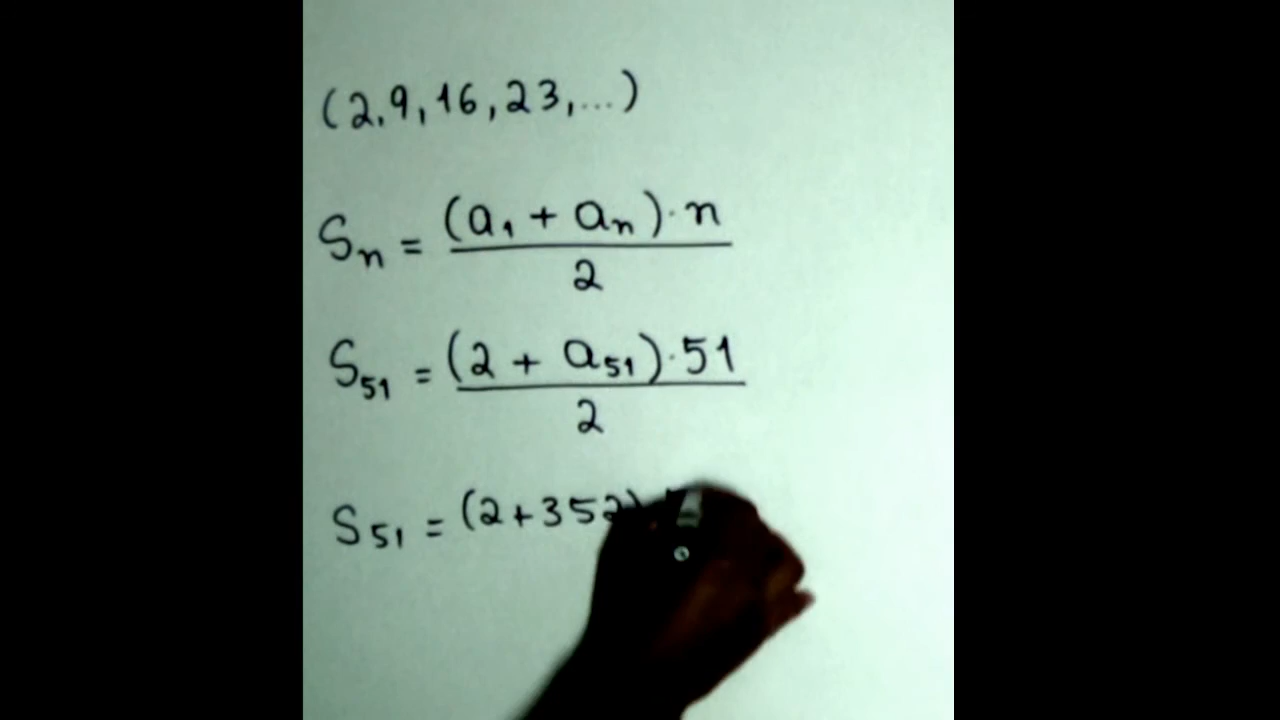 (2, 9, 16, 23, ...)
Sn = (a1 + an) · n
2
S51 = (2 + a51) · 51
2
S51 = (2 + 352)